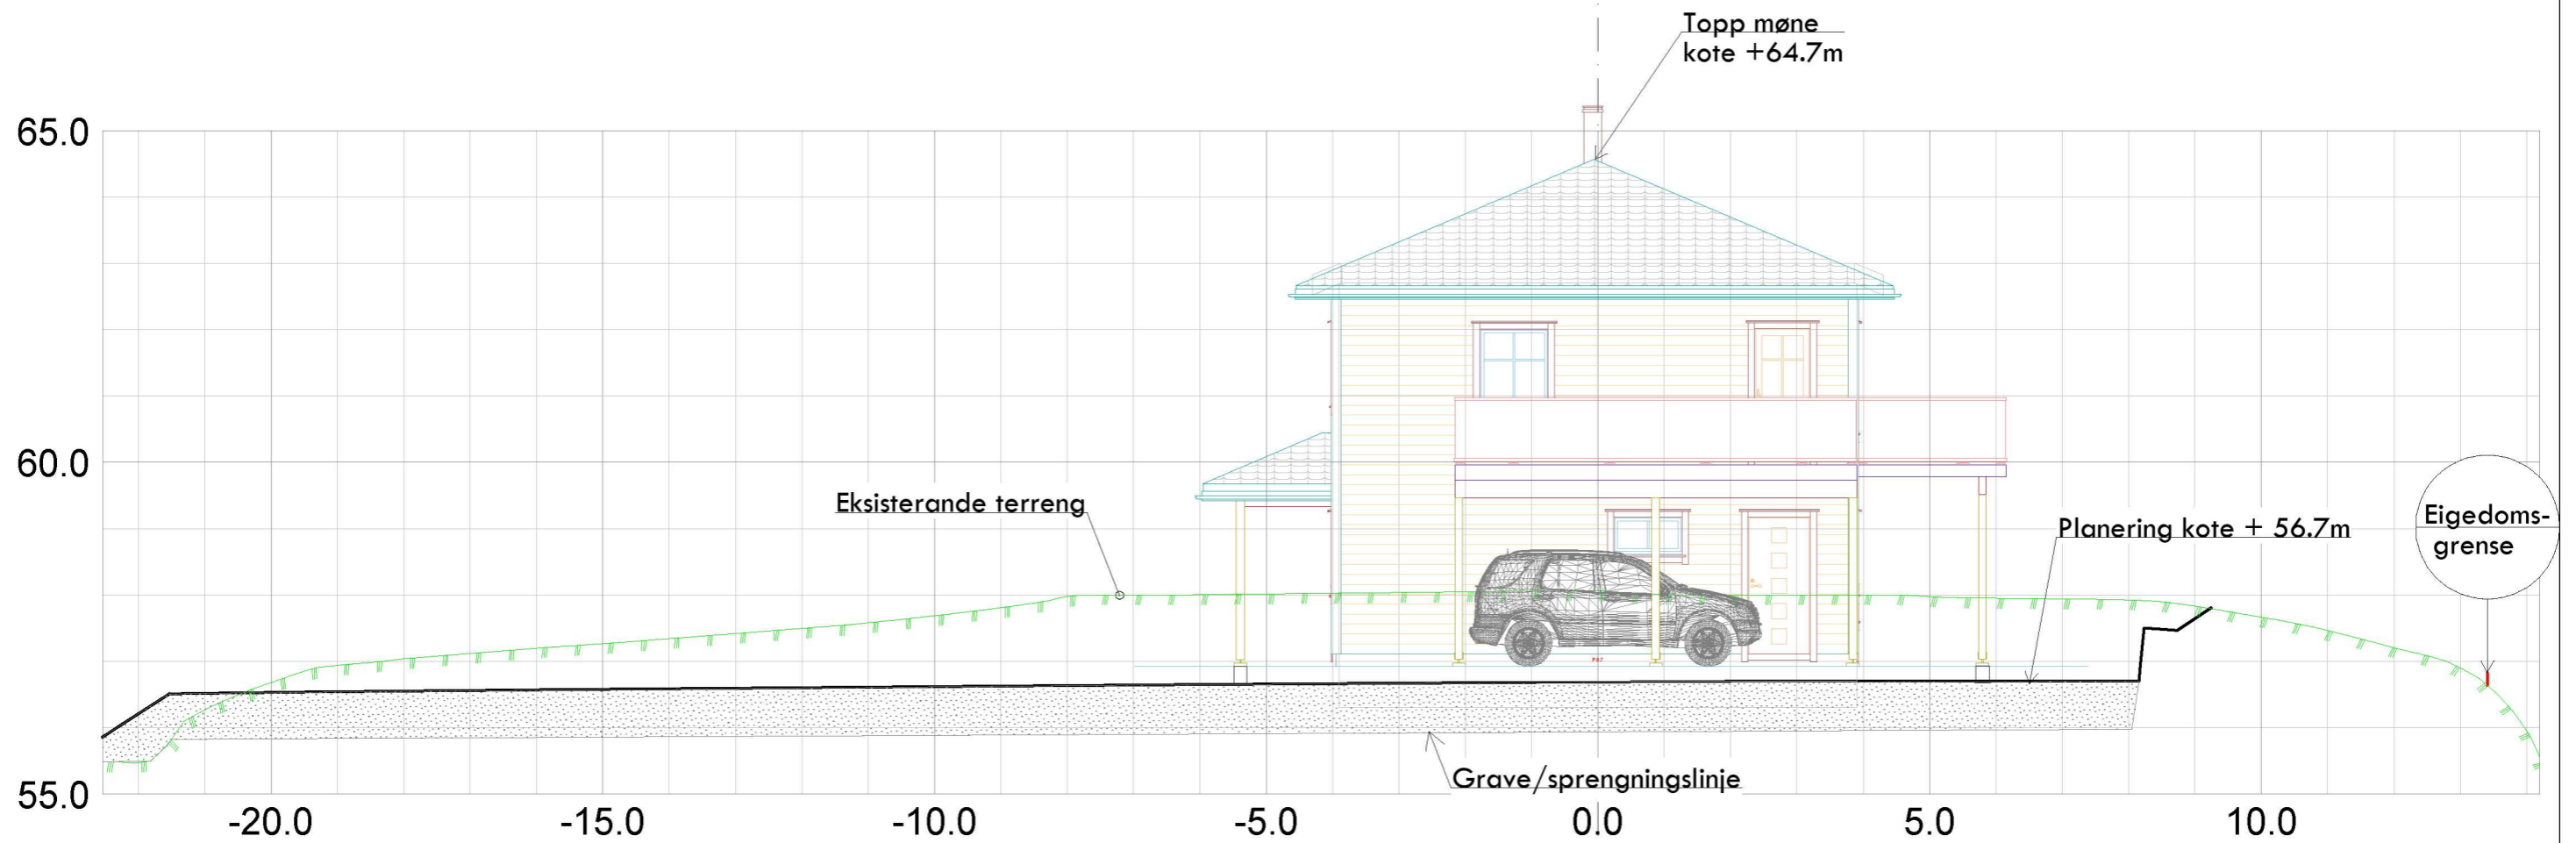 Topp møne
kote +64.7m
65.0
60.0
Eksisterande terreng
Planering kote + 56.7m
Eigedoms-
grense
Grave/sprengningslinje
55.0
-20.0
-15.0
-10.0
-5.0
0.0
5.0
10.0